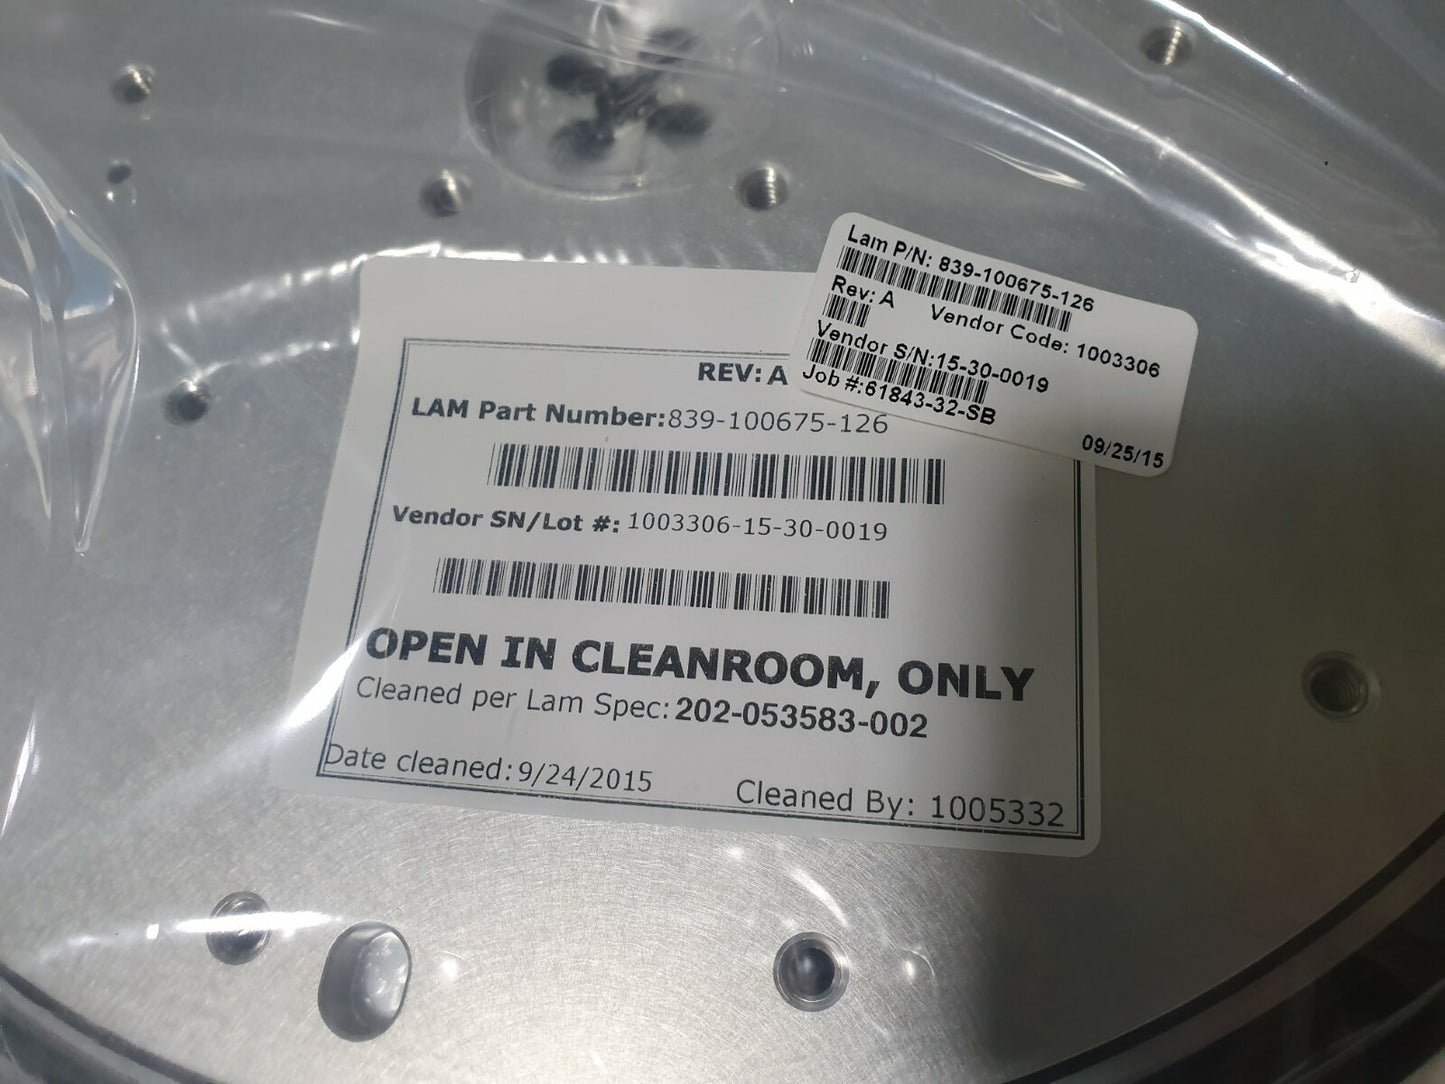 Lam P/N: 839-100675-126
Rev: A Vendor Code: 1003306
Vendor S/N:15-30-0019
Job #:61843-32-SB
09/25/15
REV: A
LAM Part Number:839-100675-126
Vendor SN/Lot #: 1003306-15-30-0019
OPEN IN CLEANROOM, ONLY
Cleaned per Lam Spec: 202-053583-002
Date cleaned: 9/24/2015 Cleaned By: 1005332